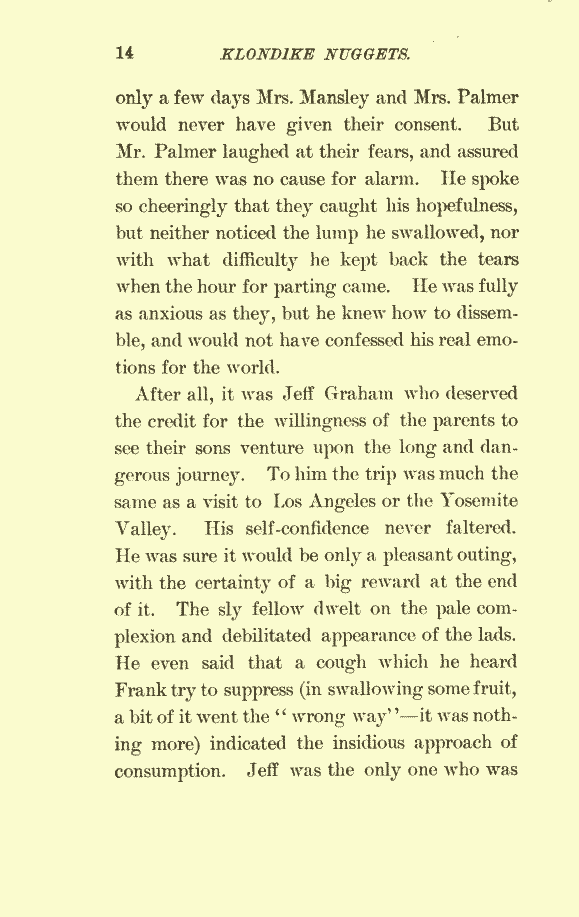 14 KLONDIKE NUGGETS.
only a few days Mrs. Mansley and Mrs. Palmer
would never have given their consent. But
Mr. Palmer laughed at their fears, and assured
them there was no cause for alarm. He spoke
so cheeringly that they caught his hopefulness,
but neither noticed the lump he swallowed, nor
with what difficulty he kept back the tears
when the hour for parting came. He was fully
as anxious as they, but he knew how to dissem-
ble, and would not have confessed his real emo-
tions for the world.
After all, it was Jeff Graham who deserved
the credit for the willingness of the parents to
see their sons venture upon the long and dan-
gerous journey. To him the trip was much the
same as a visit to Los Angeles or the Yosemite
Valley. His self-confidence never faltered.
He was sure it would be only a pleasant outing,
with the certainty of a big reward at the end
of it. The sly fellow dwelt on the pale com-
plexion and debilitated appearance of the lads.
He even said that a cough which he heard
Frank try to suppress (in swallowing some fruit,
a bit of it went the “ wrong way”—it was noth-
ing more) indicated the insidious approach of
consumption. Jeff was the only one who was